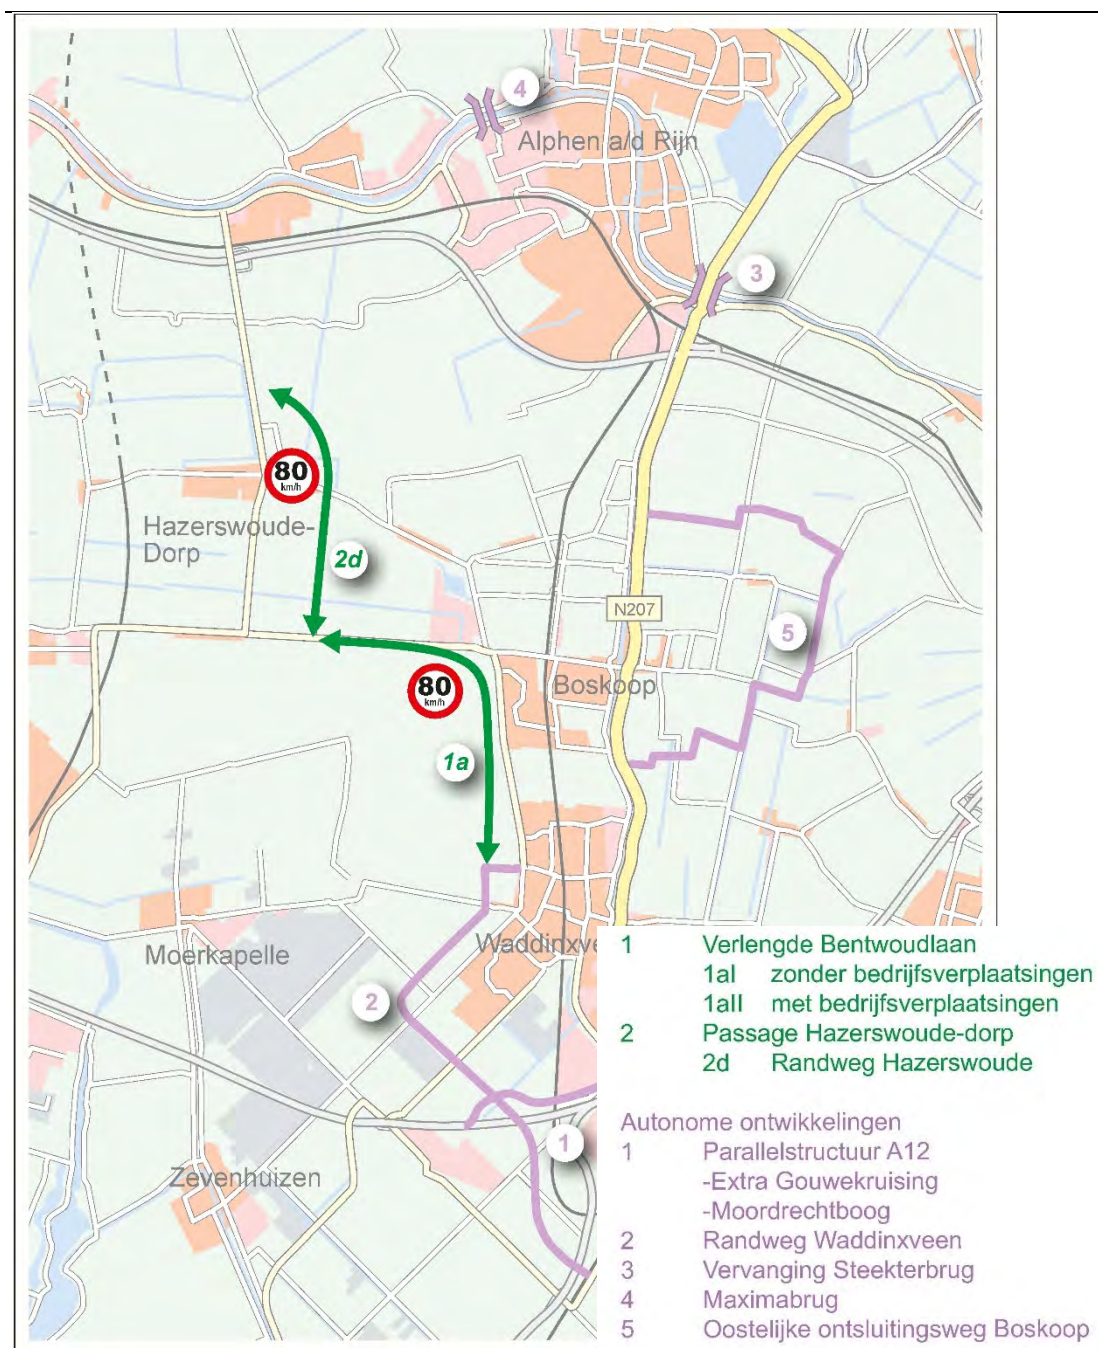 4
Alphen a/d Rijn
3
80
km/h
Hazerswoude-
Dorp
2d
N207
5
80
km/h
Boskoop
1a
Moerkapelle
2
1
Zevenhuizen
1 Verlengde Bentwoudlaan
1aI zonder bedrijfsverplaatsingen
1aII met bedrijfsverplaatsingen
2 Passage Hazerswoude-dorp
2d Randweg Hazerswoude
Autonome ontwikkelingen
1 Parallelstructuur A12
-Extra Gouwekruising
-Moordrechtboog
2 Randweg Waddinxveen
3 Vervanging Steekterbrug
4 Maximabrug
5 Oostelijke ontsluitingsweg Boskoop